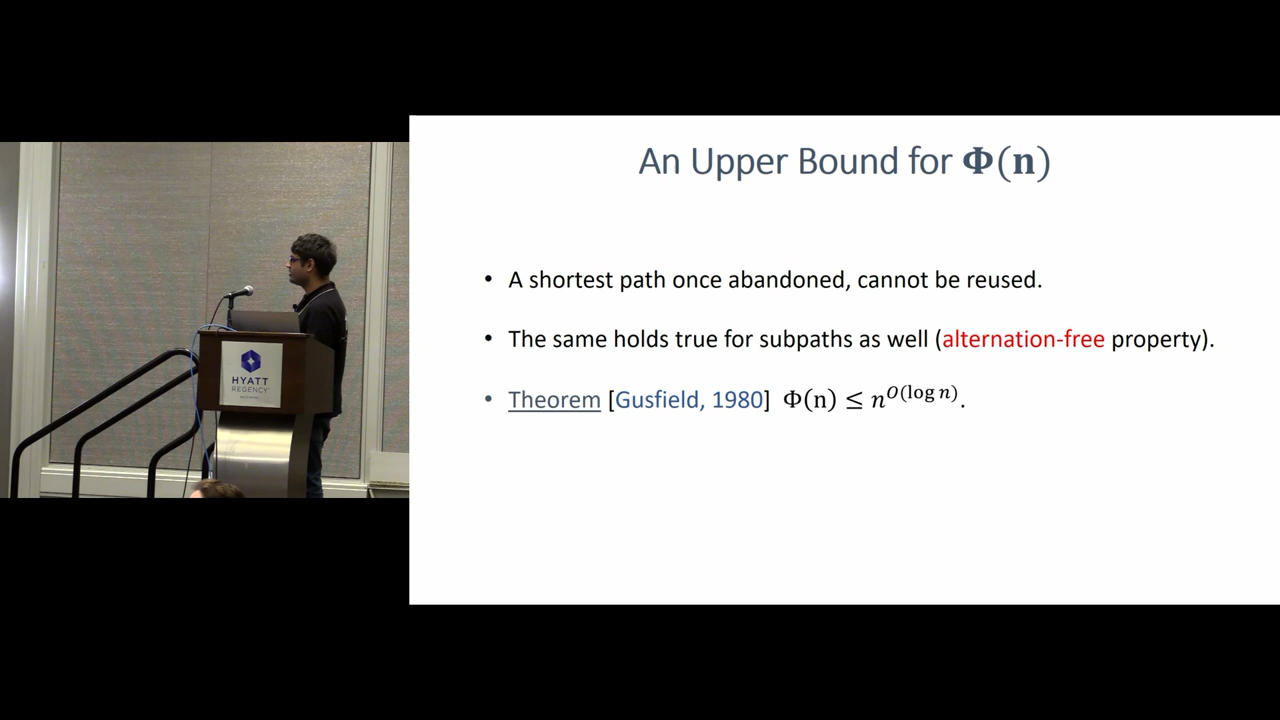 An Upper Bound for Φ(n)
• A shortest path once abandoned, cannot be reused.
• The same holds true for subpaths as well (alternation-free property).
• Theorem [Gusfield, 1980] Φ(n) ≤ n^{O(log n)}.
HYATT
REGENCY